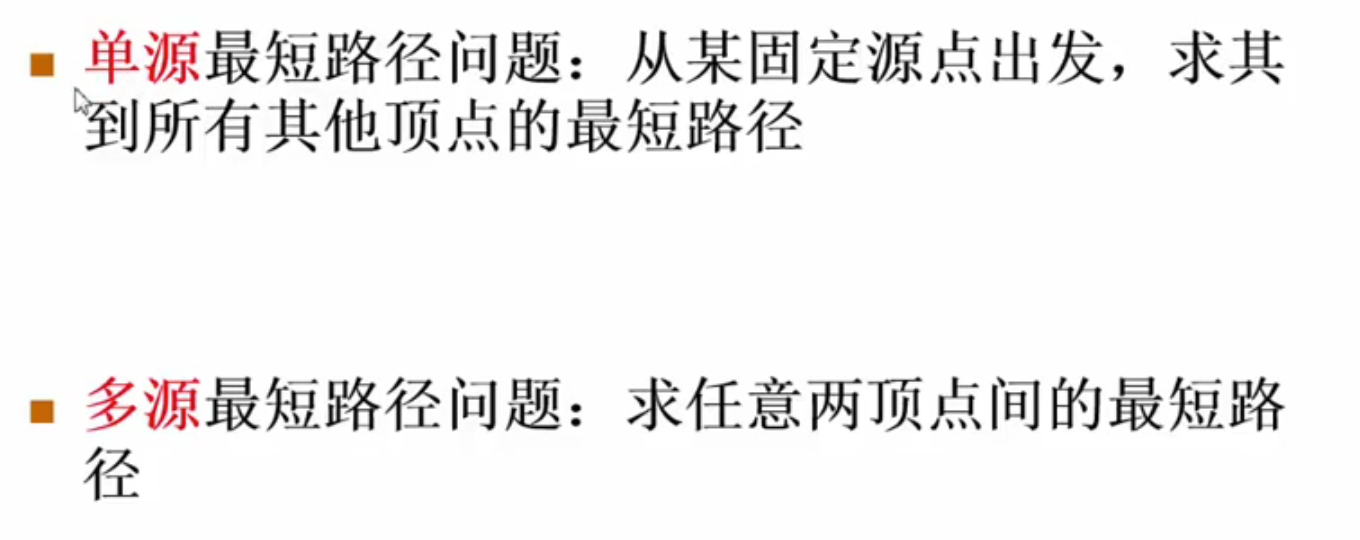 单源最短路径问题：从某固定源点出发，求其
到所有其他顶点的最短路径
多源最短路径问题：求任意两顶点间的最短路
径